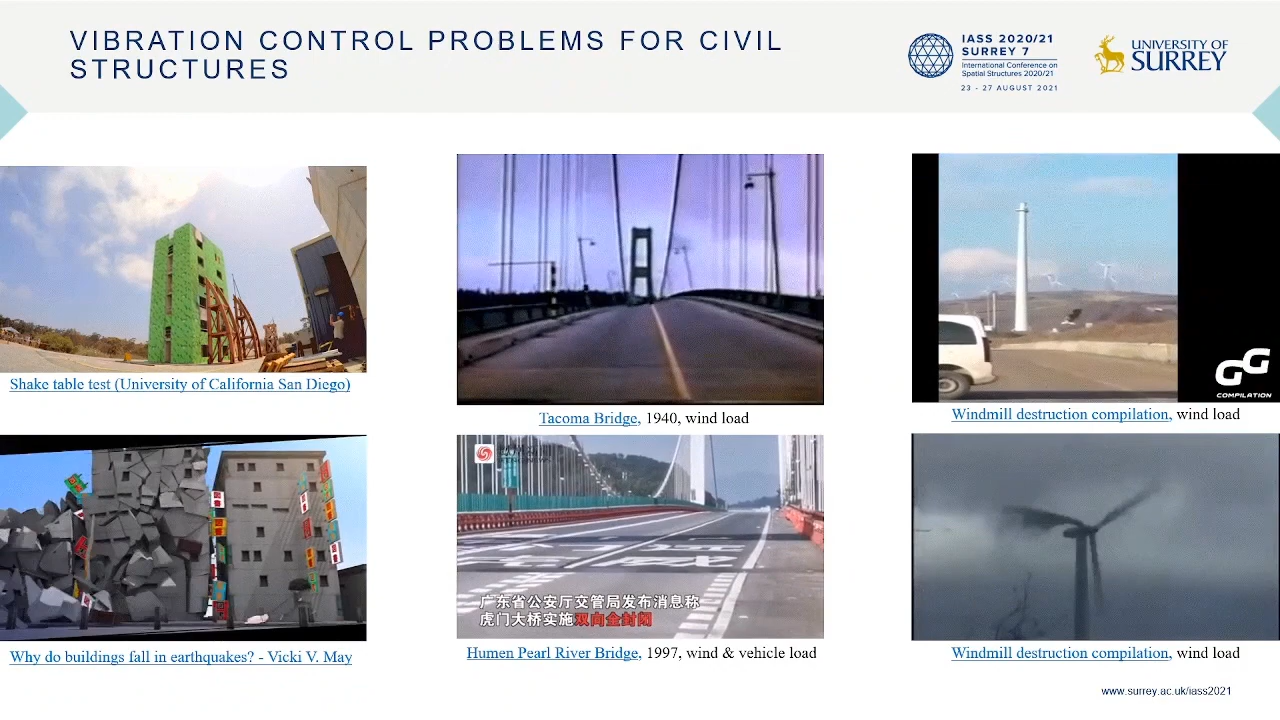 VIBRATION CONTROL PROBLEMS FOR CIVIL
STRUCTURES
IASS 2020/21
SURREY 7
International Conference on
Spatial Structures 2020/21
23 - 27 AUGUST 2021
UNIVERSITY OF
SURREY
Shake table test (University of California San Diego)
Tacoma Bridge, 1940, wind load
GG
COMPILATION
Windmill destruction compilation, wind load
Why do buildings fall in earthquakes? - Vicki V. May
广东省公安厅交管局发布消息称
虎门大桥实施双向全封闭
Humen Pearl River Bridge, 1997, wind & vehicle load
Windmill destruction compilation, wind load
www.surrey.ac.uk/iass2021